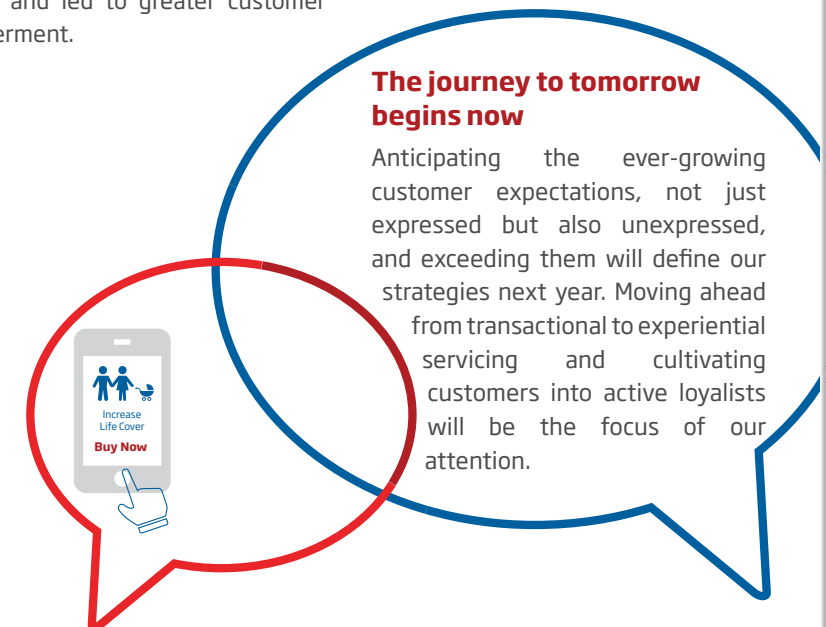 and led to greater customer
erment.
The journey to tomorrow
begins now
Anticipating the ever-growing
customer expectations, not just
expressed but also unexpressed,
and exceeding them will define our
strategies next year. Moving ahead
from transactional to experiential
servicing and cultivating
customers into active loyalists
will be the focus of our
attention.
Increase
Life Cover
Buy Now